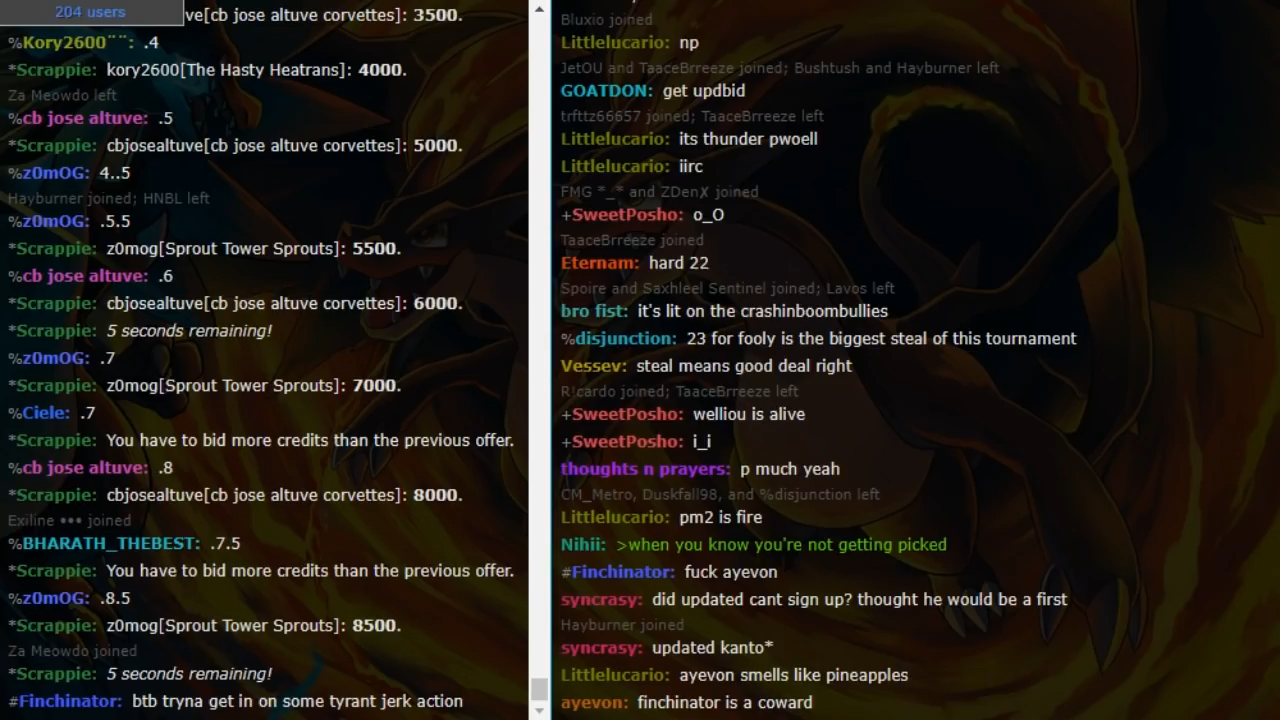 204 users
ve[cb jose altuve corvettes]: 3500.
%Kory2600¨¨: .4
*Scrappie: kory2600[The Hasty Heatrans]: 4000.
Za Meowdo left
%cb jose altuve: .5
*Scrappie: cbjosealtuve[cb jose altuve corvettes]: 5000.
%z0mOG: 4..5
Hayburner joined; HNBL left
%z0mOG: .5.5
*Scrappie: z0mog[Sprout Tower Sprouts]: 5500.
%cb jose altuve: .6
*Scrappie: cbjosealtuve[cb jose altuve corvettes]: 6000.
*Scrappie: 5 seconds remaining!
%z0mOG: .7
*Scrappie: z0mog[Sprout Tower Sprouts]: 7000.
%Ciele: .7
*Scrappie: You have to bid more credits than the previous offer.
%cb jose altuve: .8
*Scrappie: cbjosealtuve[cb jose altuve corvettes]: 8000.
Exiline ••• joined
%BHARATH_THEBEST: .7.5
*Scrappie: You have to bid more credits than the previous offer.
%z0mOG: .8.5
*Scrappie: z0mog[Sprout Tower Sprouts]: 8500.
Za Meowdo joined
*Scrappie: 5 seconds remaining!
#Finchinator: btb tryna get in on some tyrant jerk action
Bluxio joined
Littlelucario: np
JetOU and TaaceBrreeze joined; Bushtush and Hayburner left
GOATDON: get updbid
trfttz66657 joined; TaaceBrreeze left
Littlelucario: its thunder pwoell
Littlelucario: iirc
FMG *_* and ZDen✗ joined
+SweetPosho: o_O
TaaceBrreeze joined
Eternam: hard 22
Spoire and Saxhleel Sentinel joined; Lavos left
bro fist: it's lit on the crashinboombullies
%disjunction: 23 for fooly is the biggest steal of this tournament
Vessev: steal means good deal right
R!cardo joined; TaaceBrreeze left
+SweetPosho: welliou is alive
+SweetPosho: i_i
thoughts n prayers: p much yeah
CM_Metro, Duskfall98, and %disjunction left
Littlelucario: pm2 is fire
Nihii: >when you know you're not getting picked
#Finchinator: fuck ayevon
syncrasy: did updated cant sign up? thought he would be a first
Hayburner joined
syncrasy: updated kanto*
Littlelucario: ayevon smells like pineapples
ayevon: finchinator is a coward